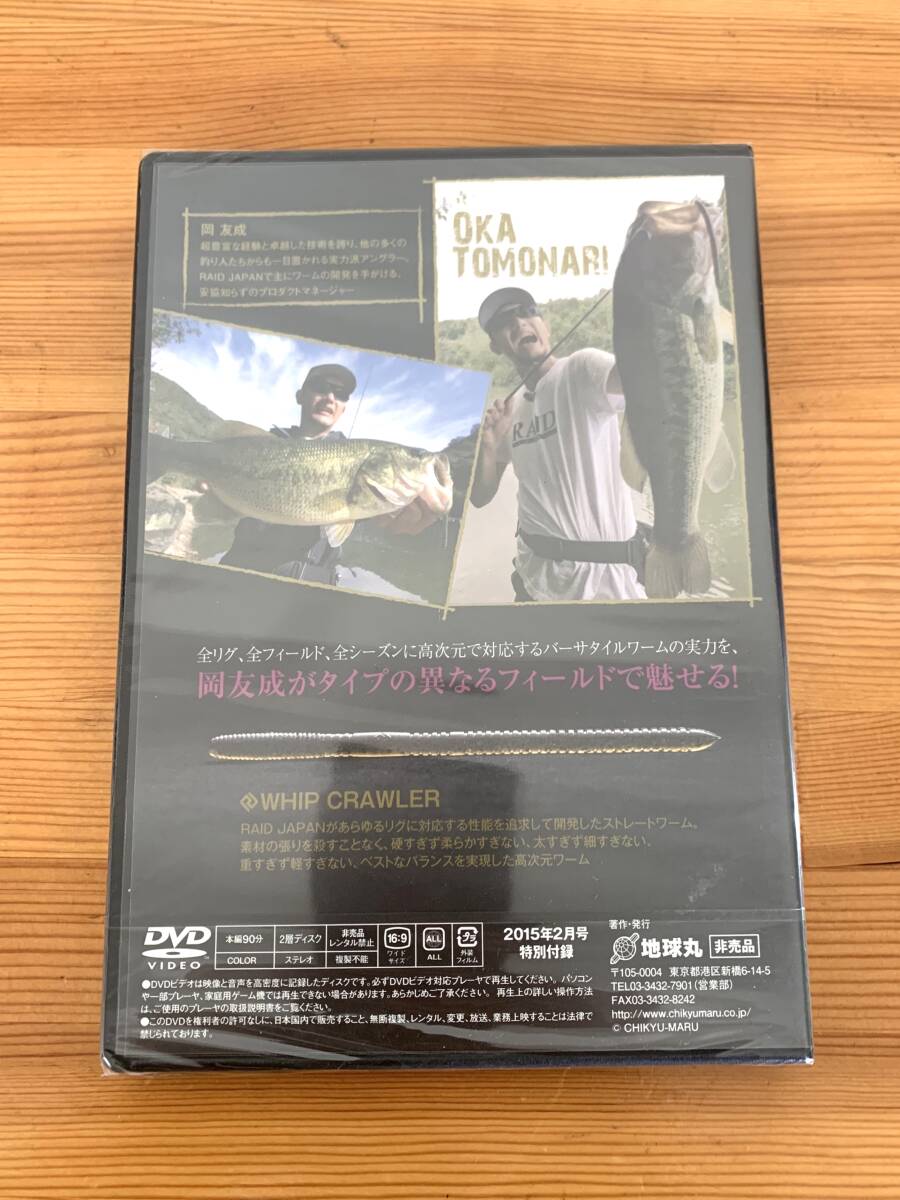 岡 友成
超豊富な経験と卓越した技術を誇り、他の多くの
釣り人たちからも一目置かれる実力派アングラー。
RAID JAPANで主にワームの開発を手がける、
妥協知らずのプロダクトマネージャー
OKA
TOMONARI
RAID
全リグ、全フィールド、全シーズンに高次元で対応するバーサタイルワームの実力を、
岡友成がタイプの異なるフィールドで魅せる!
WHIP CRAWLER
RAID JAPANがあらゆるリグに対応する性能を追求して開発したストレートワーム。
素材の張りを殺すことなく、硬すぎず柔らかすぎない、太すぎず細すぎない、
重すぎず軽すぎない、ベストなバランスを実現した高次元ワーム
DVD
VIDEO
本編90分
2層ディスク
非売品
レンタル禁止
COLOR
ステレオ
複製不能
16:9
ワイド
サイズ
ALL
ALL
プラ
外装
フィルム
2015年2月号
特別付録
著作・発行
地球丸
非売品
〒105-0004 東京都港区新橋6-14-5
TEL03-3432-7901(営業部)
FAX03-3432-8242
http://www.chikyumaru.co.jp/
© CHIKYU-MARU
●DVDビデオは映像と音声を高密度に記録したディスクです。必ずDVDビデオ対応プレーヤで再生してください。パソコン
や一部プレーヤ、家庭用ゲーム機では再生できない場合があります。あらかじめご了承ください。 再生上の詳しい操作方法
は、ご使用のプレーヤの取扱説明書をご覧ください。
●このDVDを権利者の許可なしに、日本国内で販売すること、無断複製、レンタル、変更、放送、業務上映することは法律で
禁じられております。